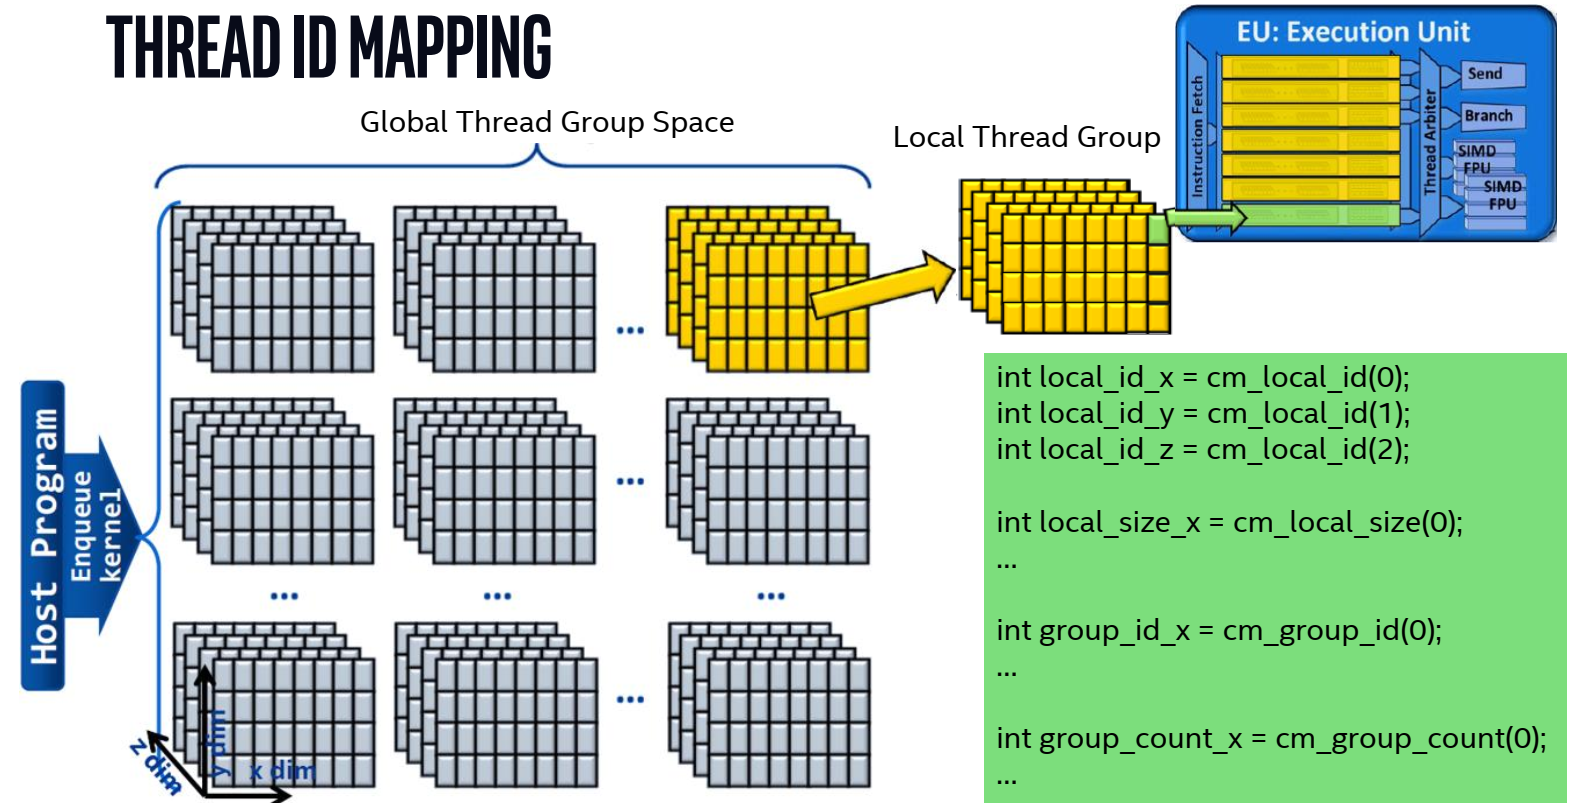 THREAD ID MAPPING
Global Thread Group Space
Local Thread Group
EU: Execution Unit
Instruction Fetch
Thread Arbiter
Send
Branch
SIMD
FPU
SIMD
FPU
...
Host Program
Enqueue
kernel
...
... ... ...
...
z dim
y dim
x dim
int local_id_x = cm_local_id(0);
int local_id_y = cm_local_id(1);
int local_id_z = cm_local_id(2);
int local_size_x = cm_local_size(0);
...
int group_id_x = cm_group_id(0);
...
int group_count_x = cm_group_count(0);
...